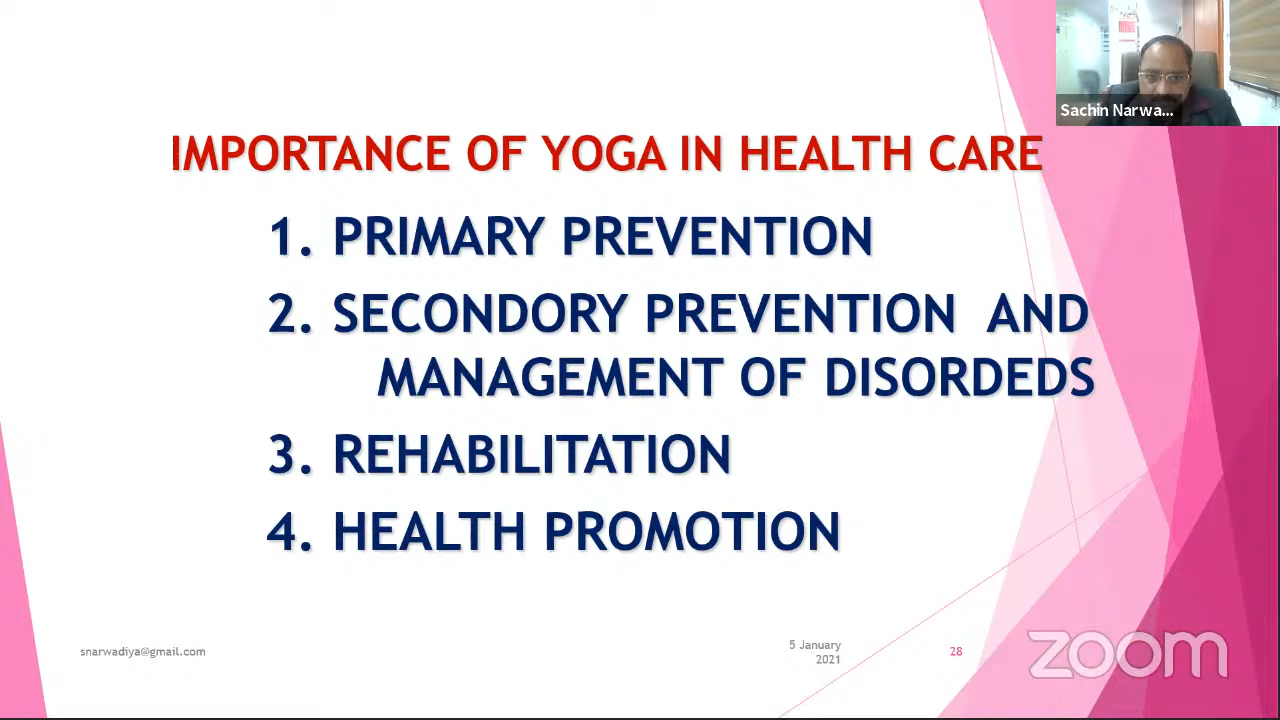 Sachin Narwa...
IMPORTANCE OF YOGA IN HEALTH CARE
1. PRIMARY PREVENTION
2. SECONDORY PREVENTION AND
MANAGEMENT OF DISORDEDS
3. REHABILITATION
4. HEALTH PROMOTION
snarwadiya@gmail.com
5 January
2021
28
zoom